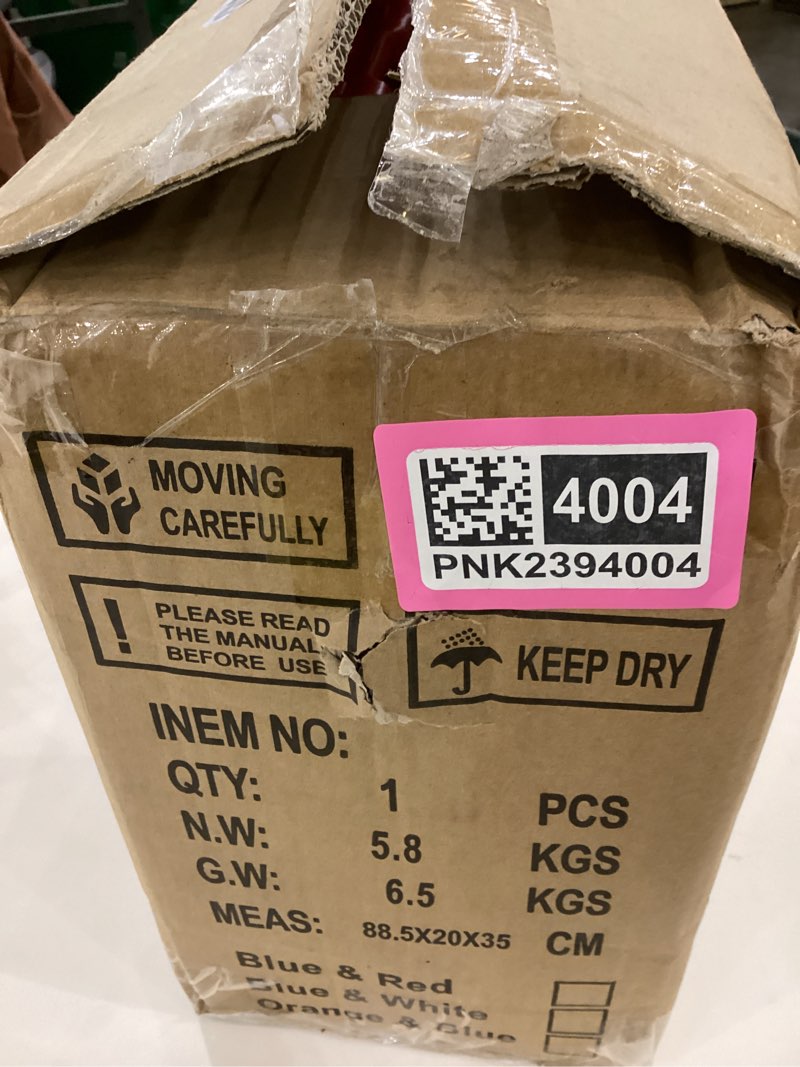 MOVING
CAREFULLY
4004
PNK2394004
PLEASE READ
THE MANUAL
BEFORE USE
KEEP DRY
INEM NO:
QTY: 1 PCS
N.W: 5.8 KGS
G.W: 6.5 KGS
MEAS: 88.5X20X35 CM
Blue & Red
Blue & White
Orange & Blue